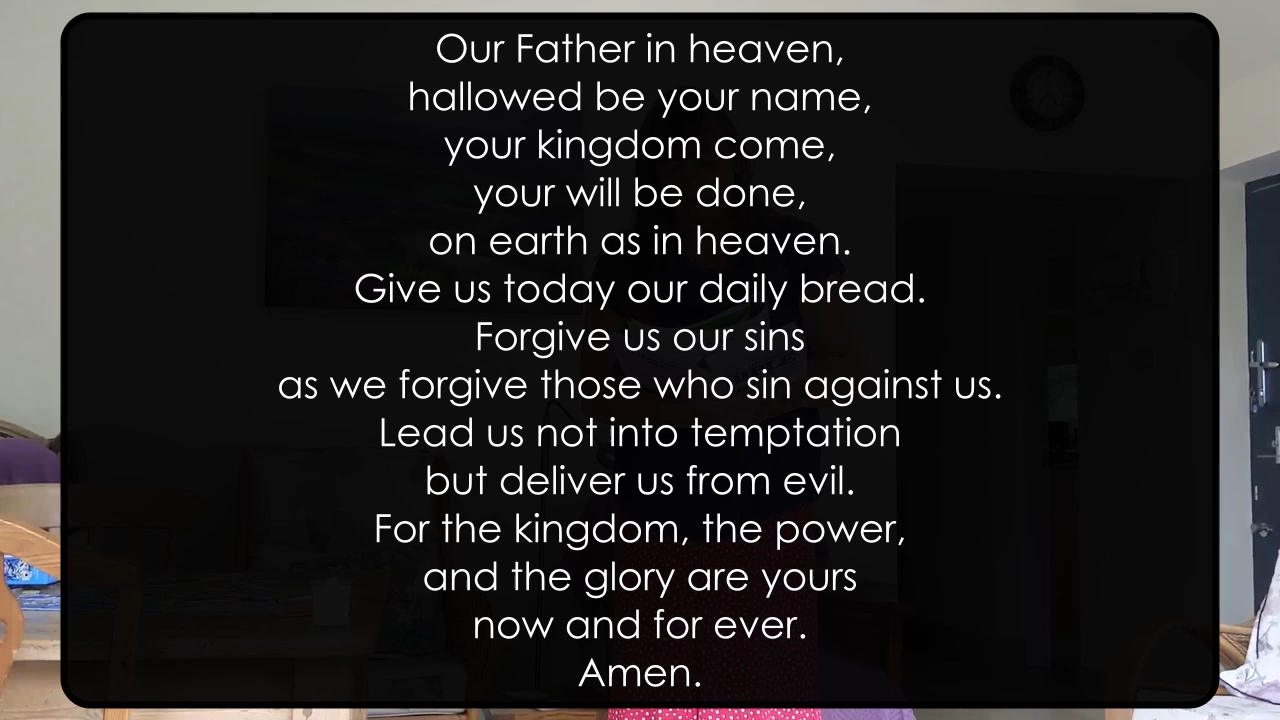 Our Father in heaven,
hallowed be your name,
your kingdom come,
your will be done,
on earth as in heaven.
Give us today our daily bread.
Forgive us our sins
as we forgive those who sin against us.
Lead us not into temptation
but deliver us from evil.
For the kingdom, the power,
and the glory are yours
now and for ever.
Amen.